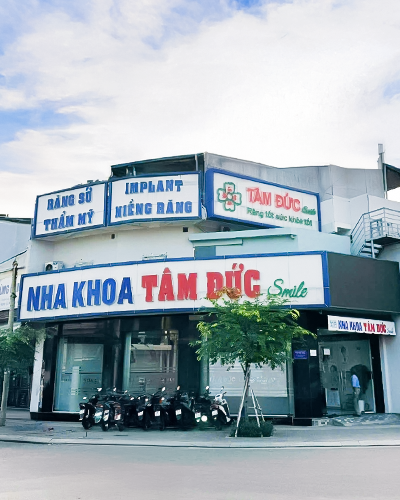 RĂNG SỨ
THẨM MỸ
IMPLANT
NIỀNG RĂNG
TÂM ĐỨC Smile
Răng tốt sức khỏe tốt
NHA KHOA TÂM ĐỨC Smile
NHA KHOA TÂM ĐỨC